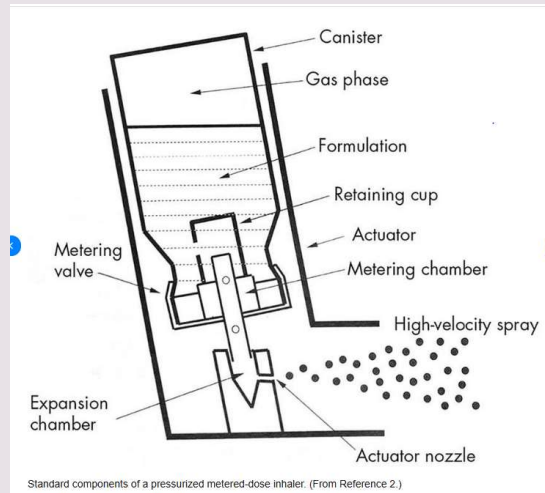 Canister
Gas phase
Formulation
Retaining cup
Actuator
Metering
valve
Metering chamber
High-velocity spray
Expansion
chamber
Actuator nozzle
Standard components of a pressurized metered-dose inhaler. (From Reference 2.)